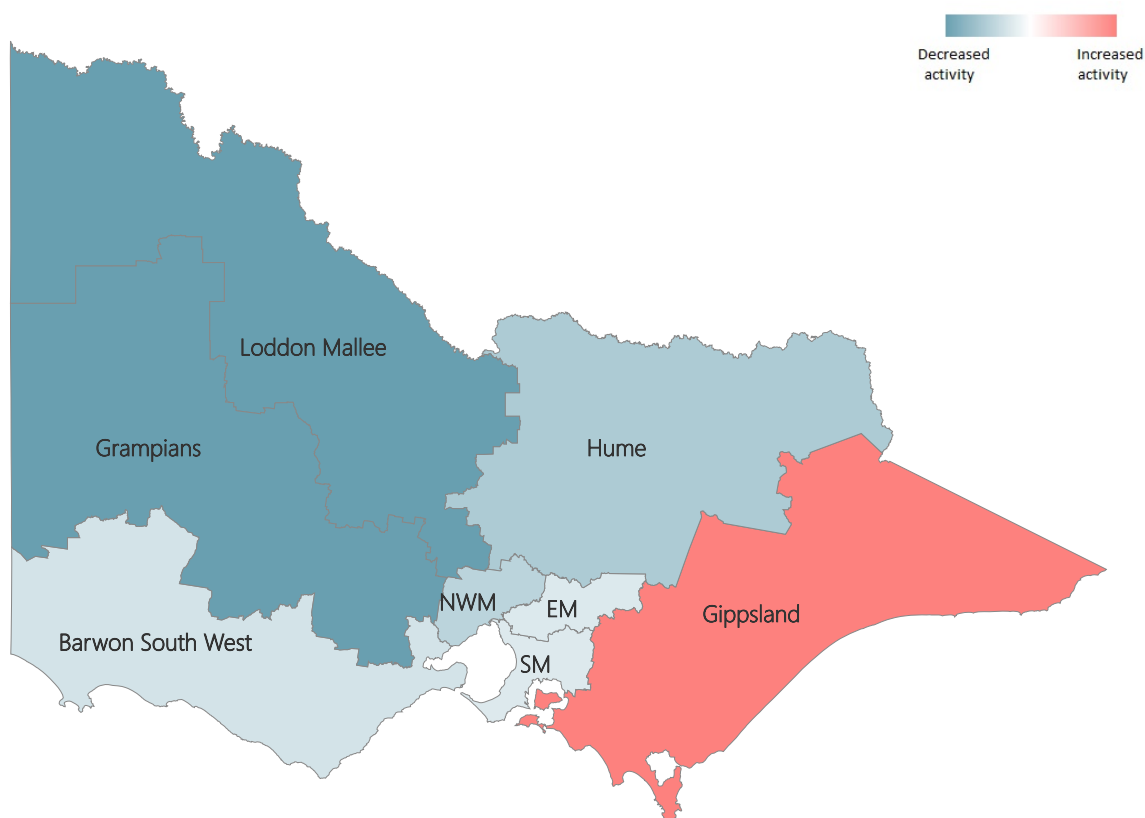 Decreased activity
Increased activity
Loddon Mallee
Grampians
Hume
NWM
EM
Gippsland
Barwon South West
SM